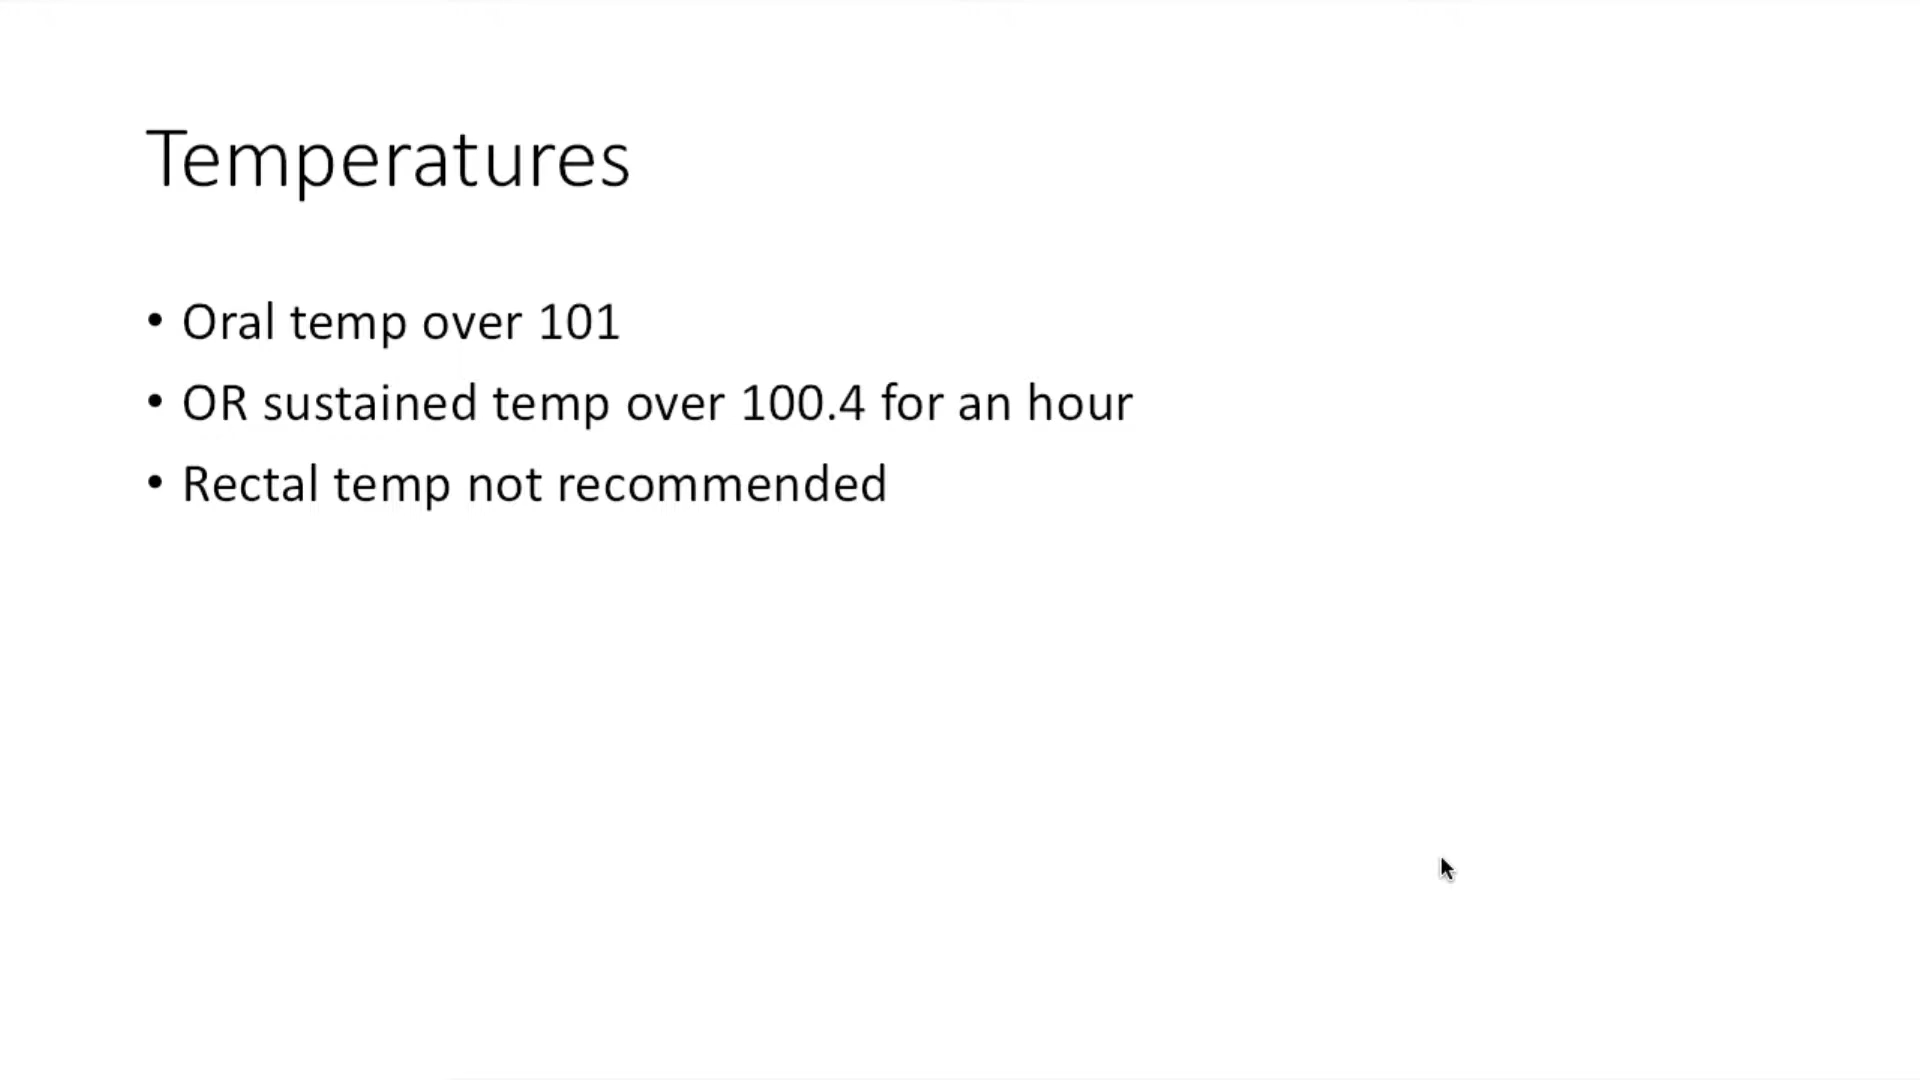 Temperatures
• Oral temp over 101
• OR sustained temp over 100.4 for an hour
• Rectal temp not recommended